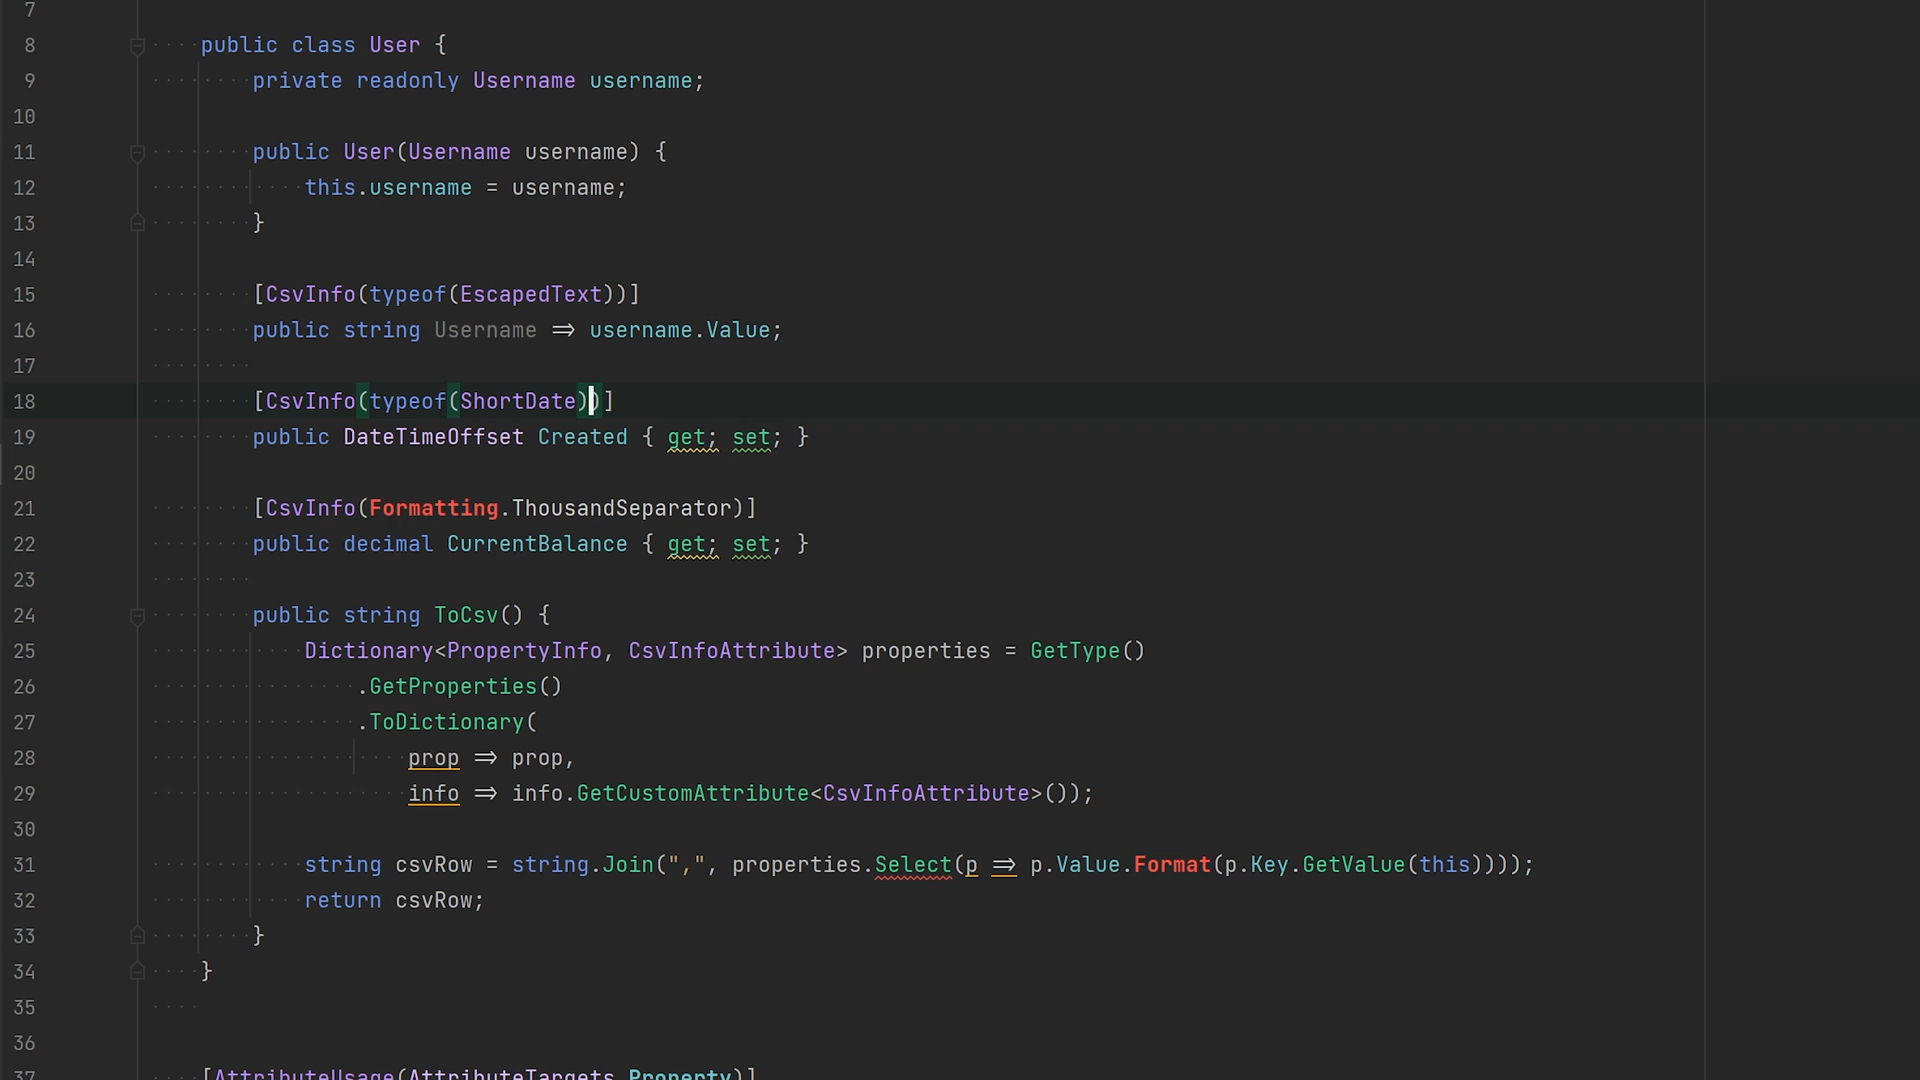 7
8 public class User {
9 private readonly Username username;
10
11 public User(Username username) {
12 this.username = username;
13 }
14
15 [CsvInfo(typeof(EscapedText))]
16 public string Username => username.Value;
17
18 [CsvInfo(typeof(ShortDate))]
19 public DateTimeOffset Created { get; set; }
20
21 [CsvInfo(Formatting.ThousandSeparator)]
22 public decimal CurrentBalance { get; set; }
23
24 public string ToCsv() {
25 Dictionary<PropertyInfo, CsvInfoAttribute> properties = GetType()
26 .GetProperties()
27 .ToDictionary(
28 prop => prop,
29 info => info.GetCustomAttribute<CsvInfoAttribute>());
30
31 string csvRow = string.Join(",", properties.Select(p => p.Value.Format(p.Key.GetValue(this))));
32 return csvRow;
33 }
34 }
35
36
37 [AttributeUsage(AttributeTargets.Property)]